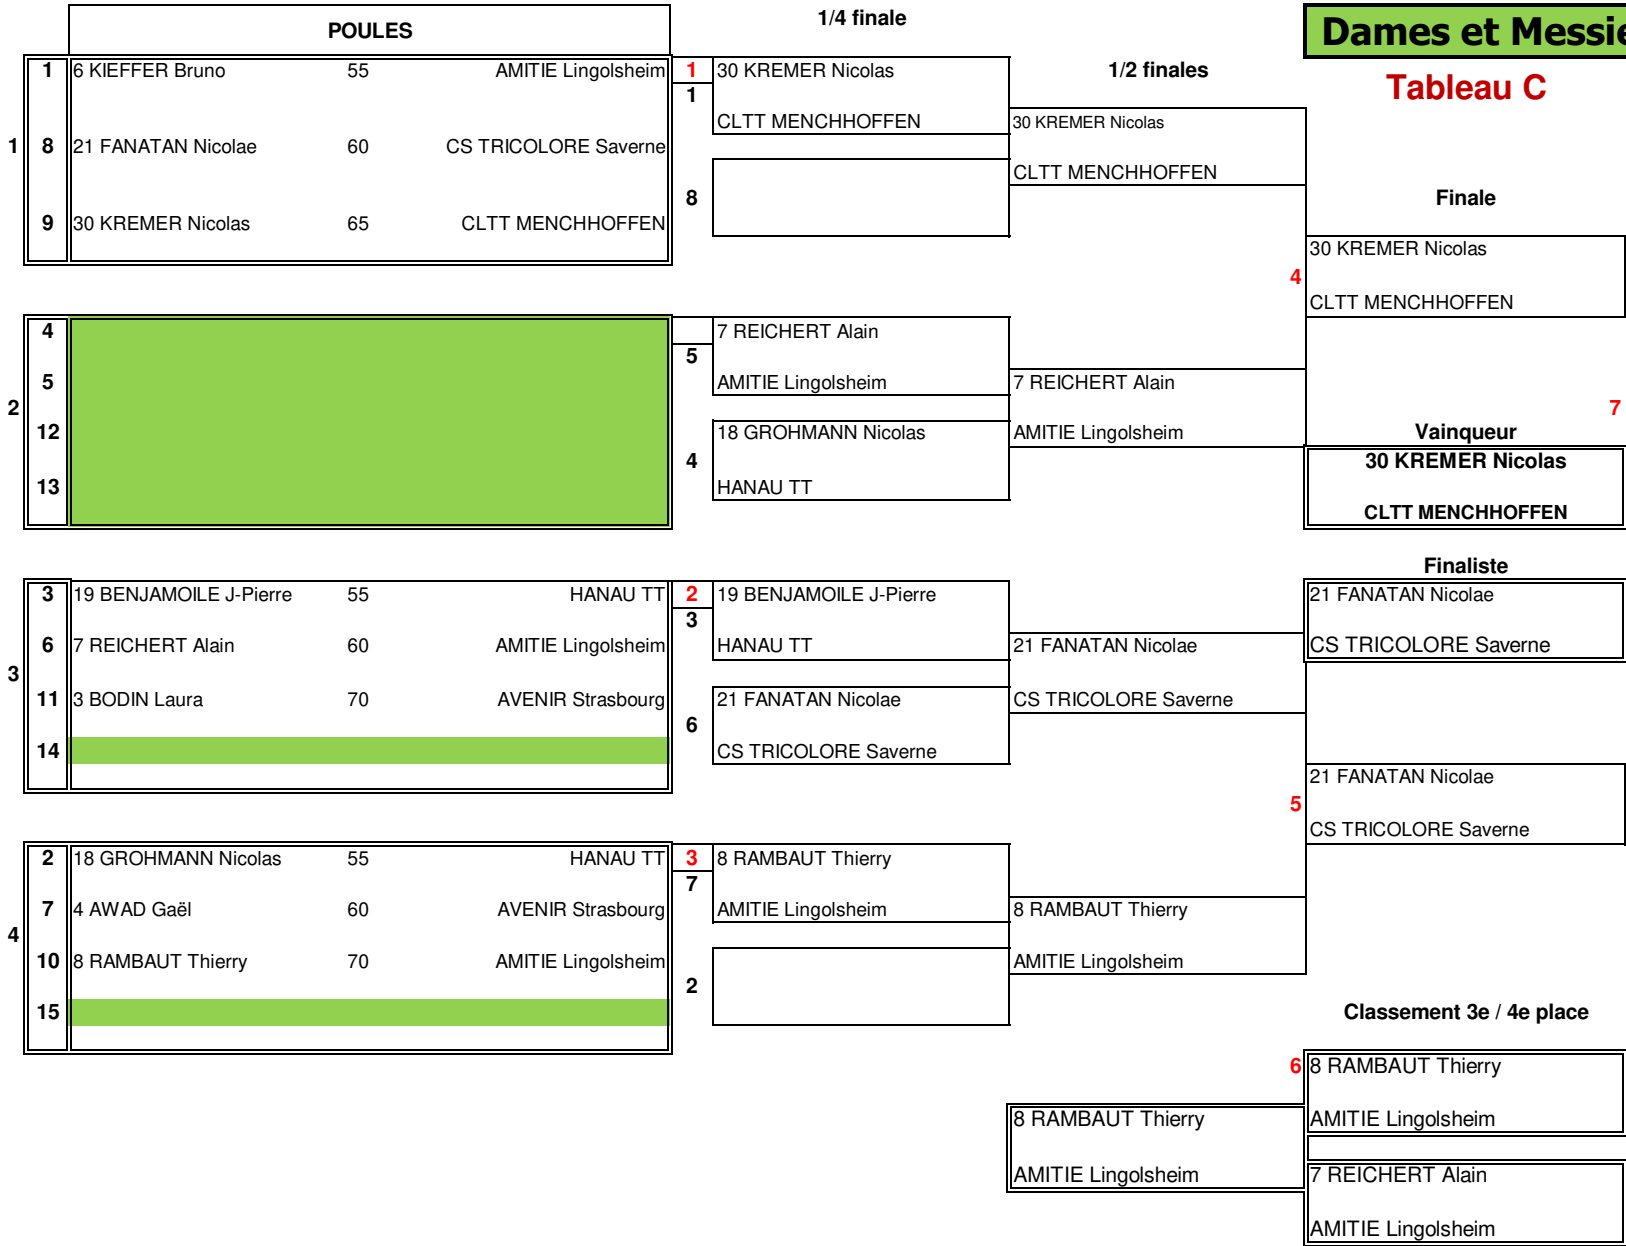 1/4 finale
POULES
Dames et Messie
1 6 KIEFFER Bruno 55 AMITIE Lingolsheim 1 30 KREMER Nicolas 1/2 finales
Tableau C
1
CLTT MENCHHOFFEN 30 KREMER Nicolas
1 8 21 FANATAN Nicolae 60 CS TRICOLORE Saverne
CLTT MENCHHOFFEN
8 Finale
9 30 KREMER Nicolas 65 CLTT MENCHHOFFEN
30 KREMER Nicolas
4
CLTT MENCHHOFFEN
4 7 REICHERT Alain
5
5 AMITIE Lingolsheim 7 REICHERT Alain
2 7
12 18 GROHMANN Nicolas AMITIE Lingolsheim Vainqueur
4 30 KREMER Nicolas
13 HANAU TT
CLTT MENCHHOFFEN
Finaliste
3 19 BENJAMOILE J-Pierre 55 HANAU TT 2 19 BENJAMOILE J-Pierre 21 FANATAN Nicolae
3
6 7 REICHERT Alain 60 AMITIE Lingolsheim HANAU TT 21 FANATAN Nicolae CS TRICOLORE Saverne
3
11 3 BODIN Laura 70 AVENIR Strasbourg 21 FANATAN Nicolae CS TRICOLORE Saverne
6
14 CS TRICOLORE Saverne
21 FANATAN Nicolae
5
CS TRICOLORE Saverne
2 18 GROHMANN Nicolas 55 HANAU TT 3 8 RAMBAUT Thierry
7
7 4 AWAD Gaël 60 AVENIR Strasbourg AMITIE Lingolsheim 8 RAMBAUT Thierry
4
10 8 RAMBAUT Thierry 70 AMITIE Lingolsheim AMITIE Lingolsheim
2
15 Classement 3e / 4e place
6 8 RAMBAUT Thierry
8 RAMBAUT Thierry AMITIE Lingolsheim
AMITIE Lingolsheim 7 REICHERT Alain
AMITIE Lingolsheim